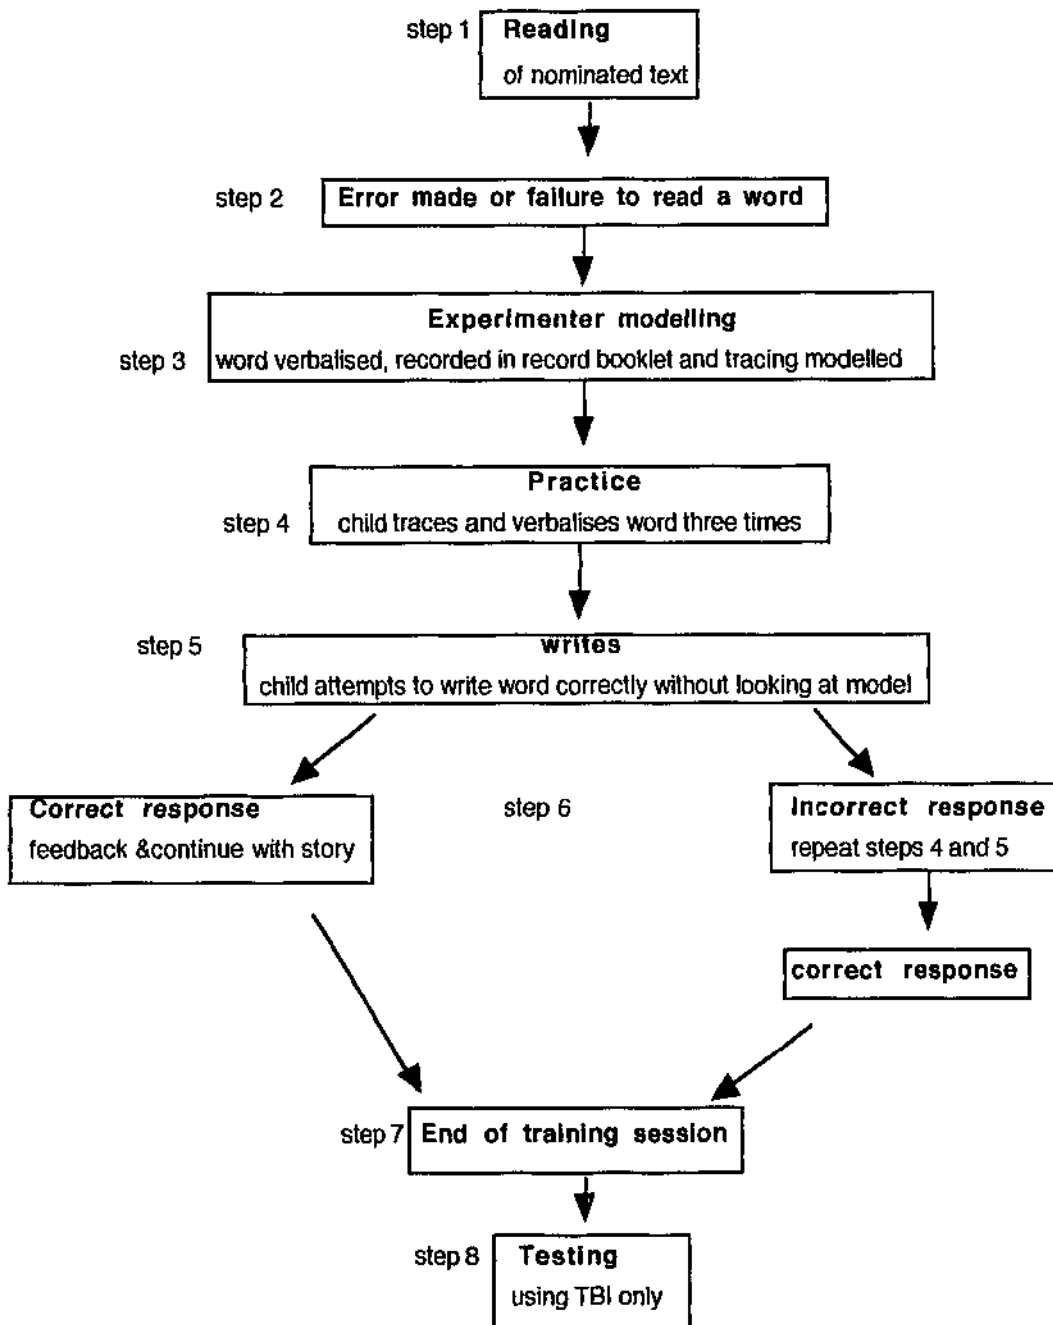 step 1 Reading
of nominated text
step 2 Error made or failure to read a word
Experimenter modelling
step 3 word verbalised, recorded in record booklet and tracing modelled
Practice
step 4 child traces and verbalises word three times
step 5 writes
child attempts to write word correctly without looking at model
Correct response
feedback &continue with story
step 6
Incorrect response
repeat steps 4 and 5
correct response
step 7 End of training session
step 8 Testing
using TBI only